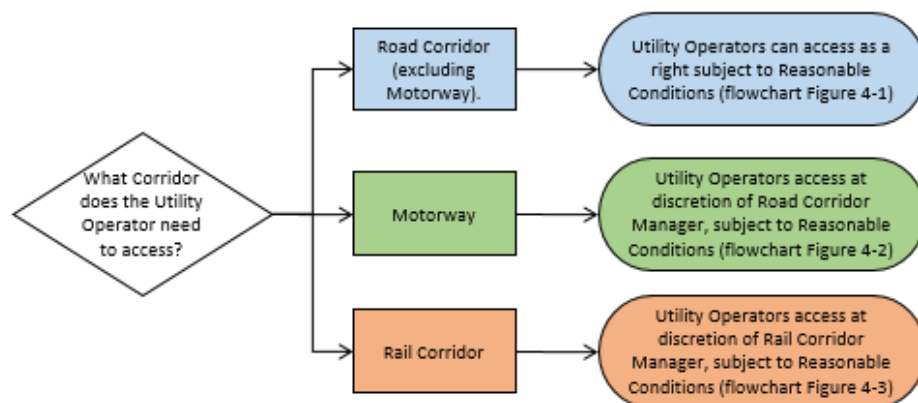 What Corridor
does the Utility
Operator need
to access?
Road Corridor
(excluding
Motorway).
Utility Operators can access as a
right subject to Reasonable
Conditions (flowchart Figure 4-1)
Motorway
Utility Operators access at
discretion of Road Corridor
Manager, subject to Reasonable
Conditions (flowchart Figure 4-2)
Rail Corridor
Utility Operators access at
discretion of Rail Corridor
Manager, subject to Reasonable
Conditions (flowchart Figure 4-3)